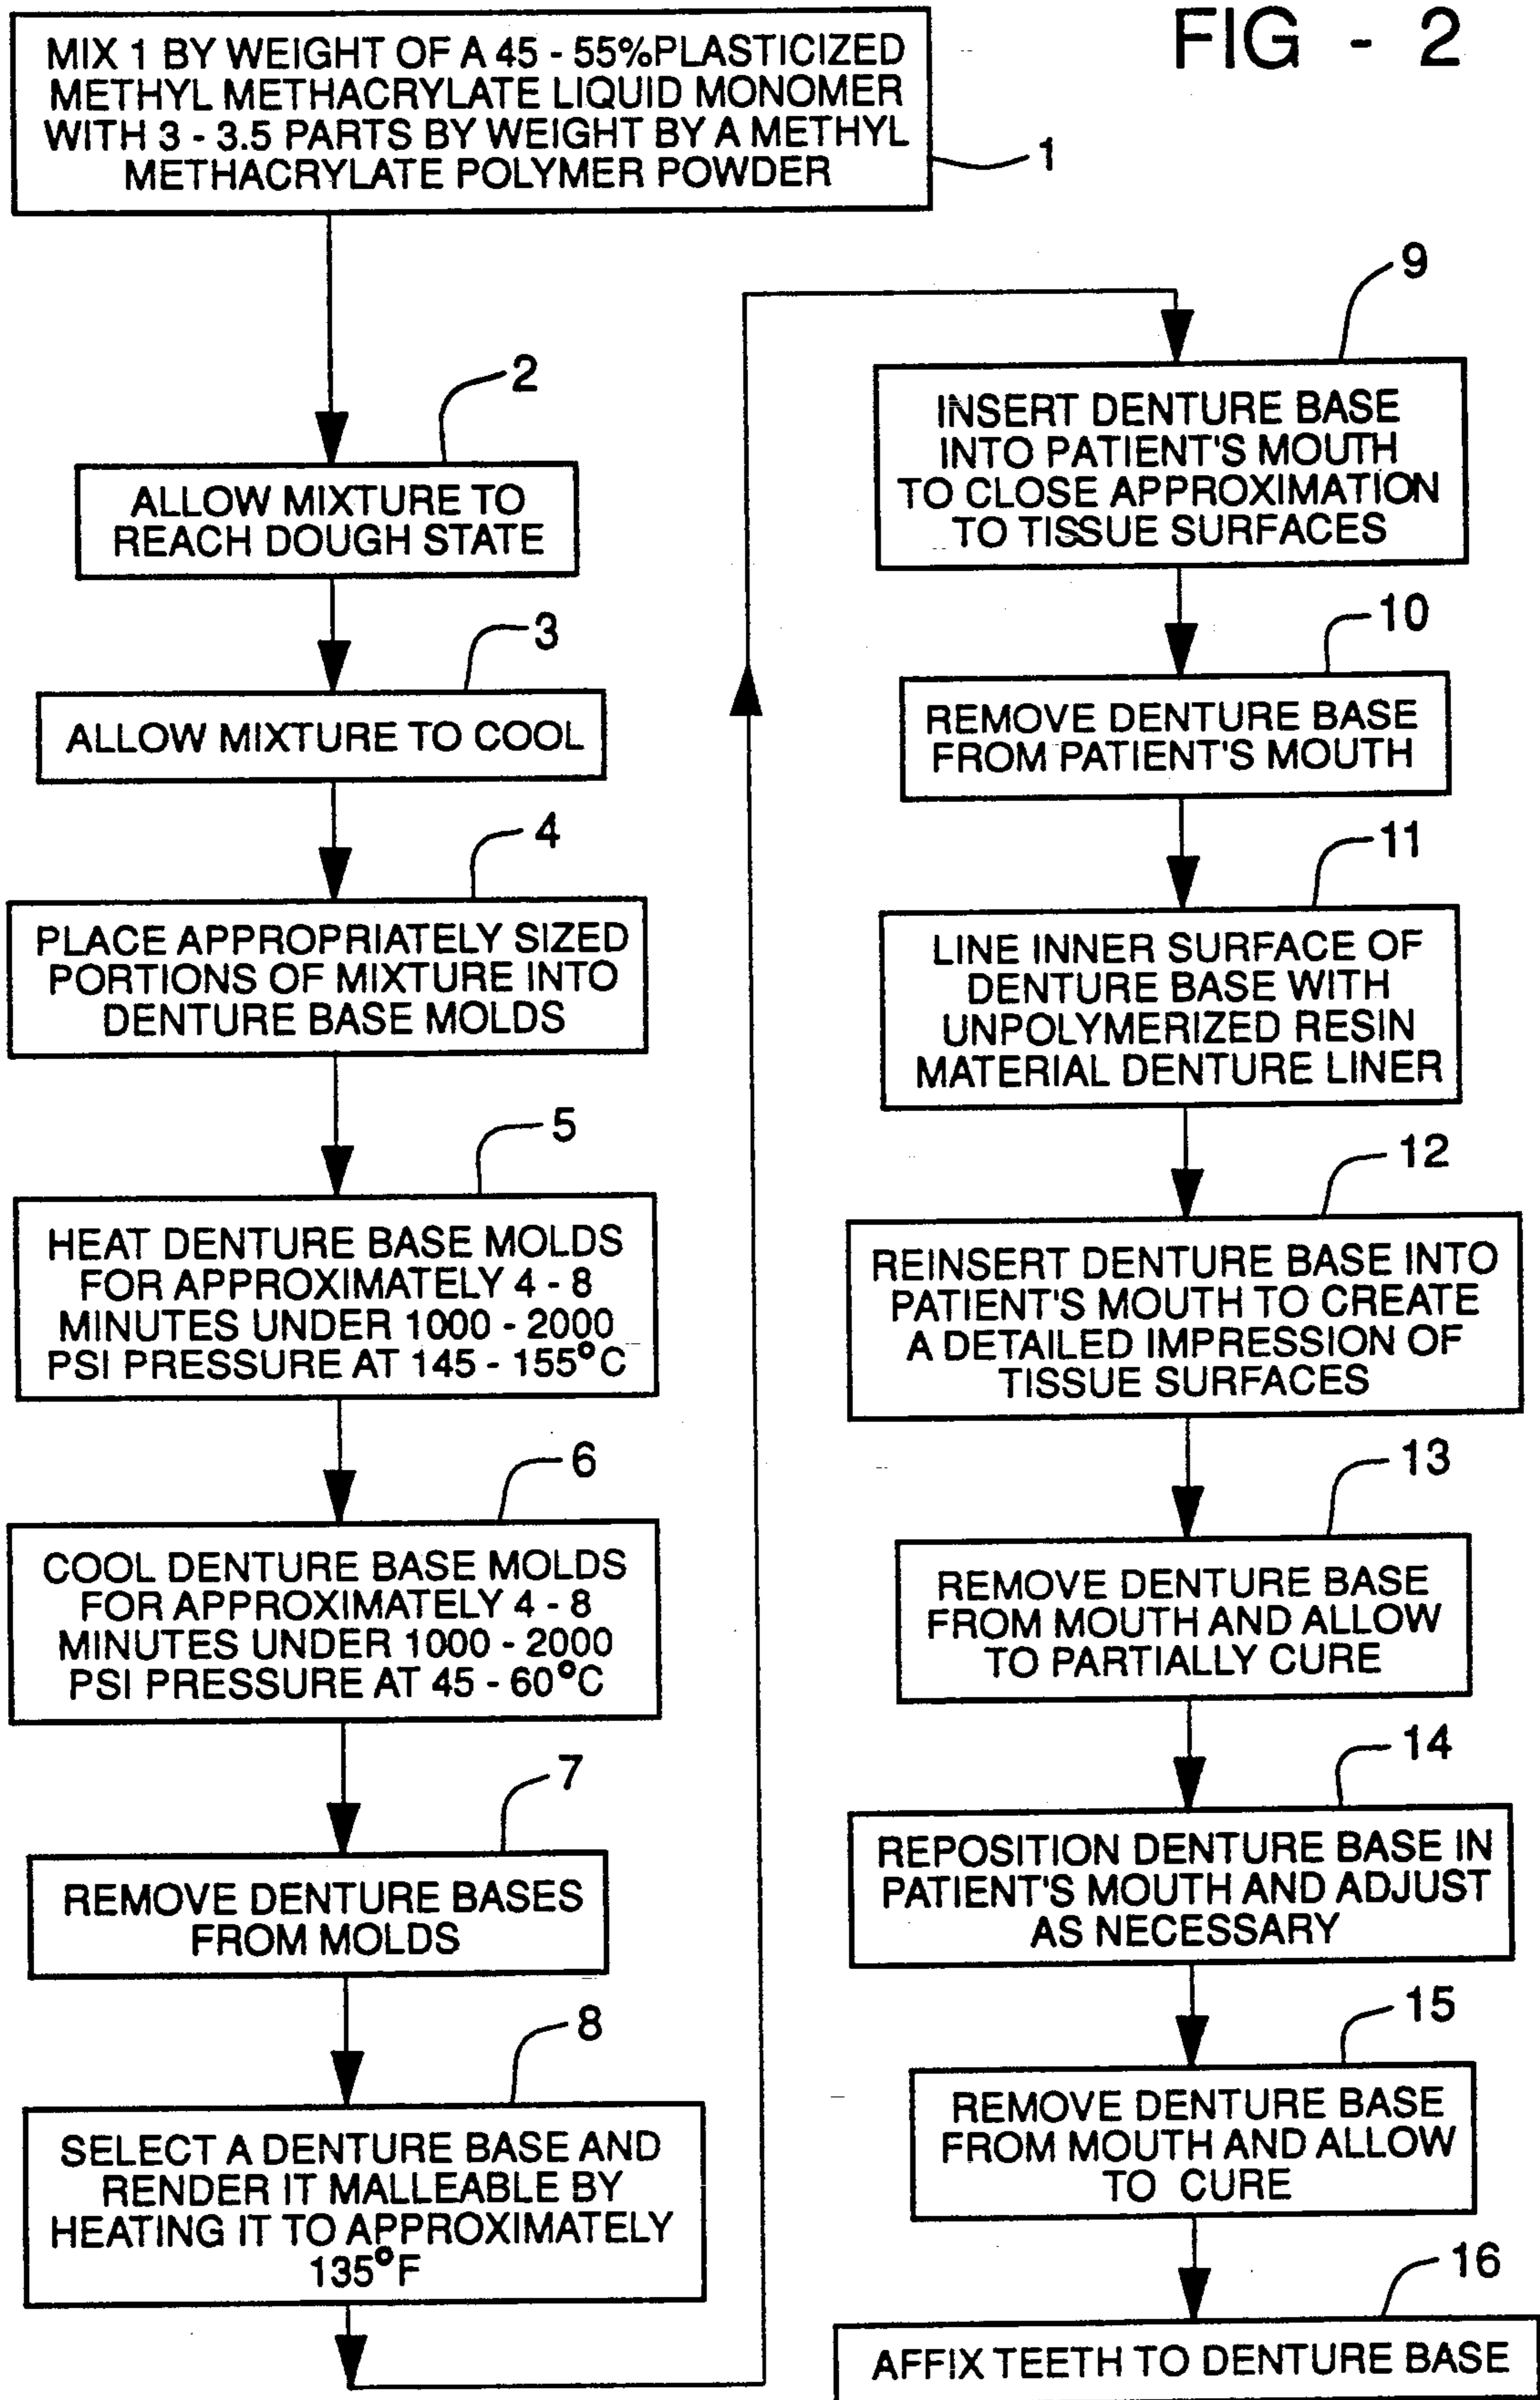 FIG - 2
MIX 1 BY WEIGHT OF A 45 - 55%PLASTICIZED
METHYL METHACRYLATE LIQUID MONOMER
WITH 3 - 3.5 PARTS BY WEIGHT BY A METHYL
METHACRYLATE POLYMER POWDER
1
2
ALLOW MIXTURE TO
REACH DOUGH STATE
3
ALLOW MIXTURE TO COOL
4
PLACE APPROPRIATELY SIZED
PORTIONS OF MIXTURE INTO
DENTURE BASE MOLDS
5
HEAT DENTURE BASE MOLDS
FOR APPROXIMATELY 4 - 8
MINUTES UNDER 1000 - 2000
PSI PRESSURE AT 145 - 155°C
6
COOL DENTURE BASE MOLDS
FOR APPROXIMATELY 4 - 8
MINUTES UNDER 1000 - 2000
PSI PRESSURE AT 45 - 60°C
7
REMOVE DENTURE BASES
FROM MOLDS
8
SELECT A DENTURE BASE AND
RENDER IT MALLEABLE BY
HEATING IT TO APPROXIMATELY
135°F
9
INSERT DENTURE BASE
INTO PATIENT'S MOUTH
TO CLOSE APPROXIMATION
TO TISSUE SURFACES
10
REMOVE DENTURE BASE
FROM PATIENT'S MOUTH
11
LINE INNER SURFACE OF
DENTURE BASE WITH
UNPOLYMERIZED RESIN
MATERIAL DENTURE LINER
12
REINSERT DENTURE BASE INTO
PATIENT'S MOUTH TO CREATE
A DETAILED IMPRESSION OF
TISSUE SURFACES
13
REMOVE DENTURE BASE
FROM MOUTH AND ALLOW
TO PARTIALLY CURE
14
REPOSITION DENTURE BASE IN
PATIENT'S MOUTH AND ADJUST
AS NECESSARY
15
REMOVE DENTURE BASE
FROM MOUTH AND ALLOW
TO CURE
16
AFFIX TEETH TO DENTURE BASE